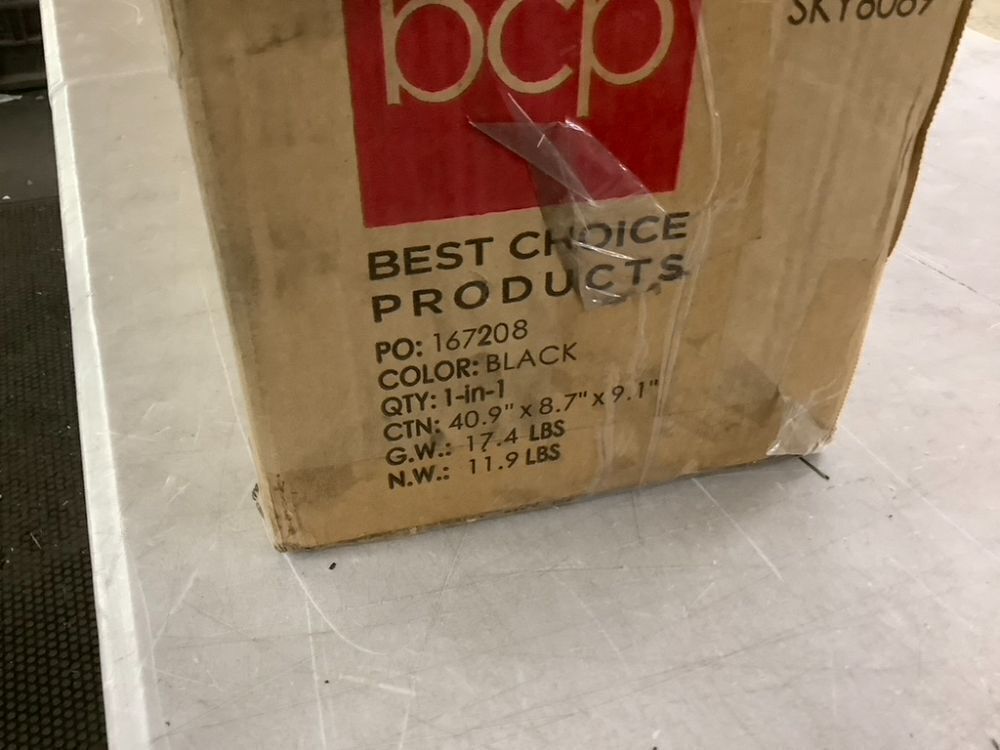 bcp
BEST CHOICE
PRODUCTS
PO: 167208
COLOR: BLACK
QTY: 1-in-1
CTN: 40.9" x 8.7" x 9.1"
G.W.: 17.4 LBS
N.W.: 11.9 LBS